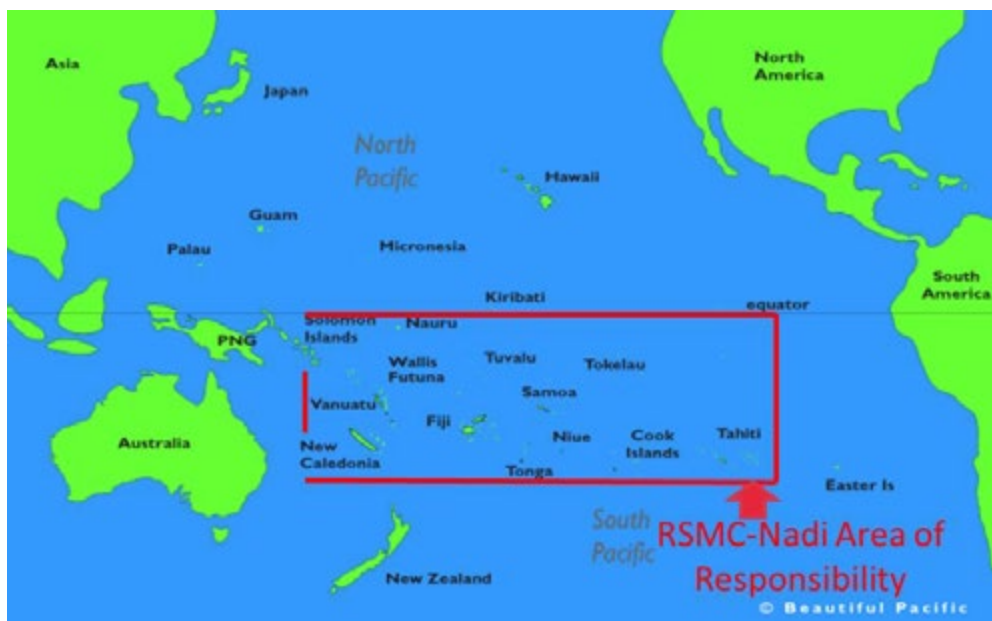 Asia
North
America
Japan
North
Pacific
Hawaii
Guam
Palau
Micronesia
South
America
Kiribati
equator
Solomon
Islands
Nauru
PNG
Wallis
Futuna
Tuvalu
Tokelau
Samoa
Vanuatu
Fiji
Australia
New
Caledonia
Niue
Cook
Islands
Tahiti
Tonga
Easter Is
South
Pacific
RSMC-Nadi Area of
Responsibility
New Zealand
© Beautiful Pacific